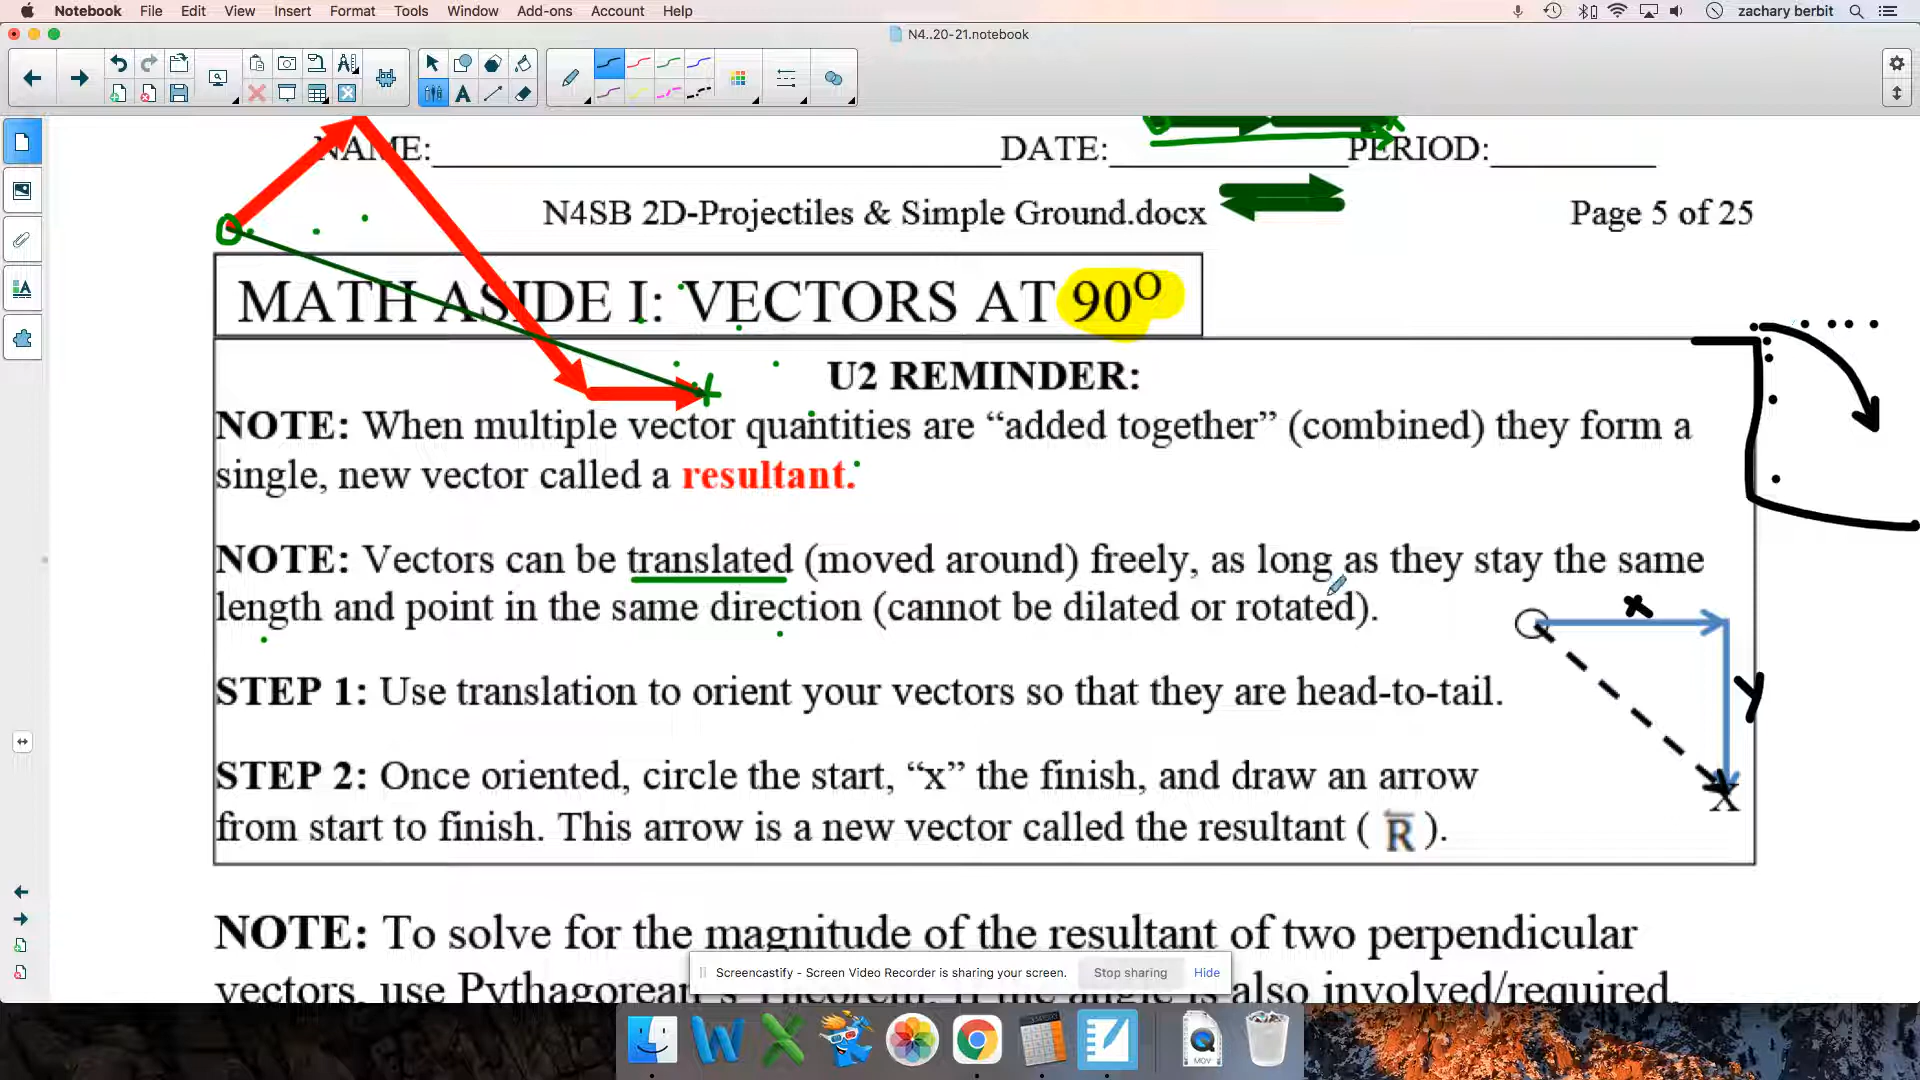 Notebook File Edit View Insert Format Tools Window Add-ons Account Help zachary berbit
N4..20-21.notebook
NAME: DATE: PERIOD:
N4SB 2D-Projectiles & Simple Ground.docx Page 5 of 25
MATH ASIDE I: VECTORS AT 90O
U2 REMINDER:
NOTE: When multiple vector quantities are “added together” (combined) they form a
single, new vector called a resultant.
NOTE: Vectors can be translated (moved around) freely, as long as they stay the same
length and point in the same direction (cannot be dilated or rotated).
x
STEP 1: Use translation to orient your vectors so that they are head-to-tail.
y
STEP 2: Once oriented, circle the start, “x” the finish, and draw an arrow
X
from start to finish. This arrow is a new vector called the resultant ( R ).
NOTE: To solve for the magnitude of the resultant of two perpendicular
Screencastify - Screen Video Recorder is sharing your screen. Stop sharing Hide
vectors, use Pythagorean's Theorem. If the angle is also involved/required
MOV